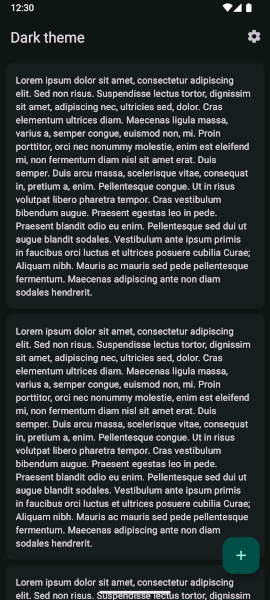 12:30
Dark theme
Lorem ipsum dolor sit amet, consectetur adipiscing
elit. Sed non risus. Suspendisse lectus tortor, dignissim
sit amet, adipiscing nec, ultricies sed, dolor. Cras
elementum ultrices diam. Maecenas ligula massa,
varius a, semper congue, euismod non, mi. Proin
porttitor, orci nec nonummy molestie, enim est eleifend
mi, non fermentum diam nisl sit amet erat. Duis
semper. Duis arcu massa, scelerisque vitae, consequat
in, pretium a, enim. Pellentesque congue. Ut in risus
volutpat libero pharetra tempor. Cras vestibulum
bibendum augue. Praesent egestas leo in pede.
Praesent blandit odio eu enim. Pellentesque sed dui ut
augue blandit sodales. Vestibulum ante ipsum primis
in faucibus orci luctus et ultrices posuere cubilia Curae;
Aliquam nibh. Mauris ac mauris sed pede pellentesque
fermentum. Maecenas adipiscing ante non diam
sodales hendrerit.
Lorem ipsum dolor sit amet, consectetur adipiscing
elit. Sed non risus. Suspendisse lectus tortor, dignissim
sit amet, adipiscing nec, ultricies sed, dolor. Cras
elementum ultrices diam. Maecenas ligula massa,
varius a, semper congue, euismod non, mi. Proin
porttitor, orci nec nonummy molestie, enim est eleifend
mi, non fermentum diam nisl sit amet erat. Duis
semper. Duis arcu massa, scelerisque vitae, consequat
in, pretium a, enim. Pellentesque congue. Ut in risus
volutpat libero pharetra tempor. Cras vestibulum
bibendum augue. Praesent egestas leo in pede.
Praesent blandit odio eu enim. Pellentesque sed dui ut
augue blandit sodales. Vestibulum ante ipsum primis
in faucibus orci luctus et ultrices posuere cubilia Curae;
Aliquam nibh. Mauris ac mauris sed pede pellentesque
fermentum. Maecenas adipiscing ante non diam
sodales hendrerit.
Lorem ipsum dolor sit amet, consectetur adipiscing
elit. Sed non risus. Suspendisse lectus tortor, dignissim